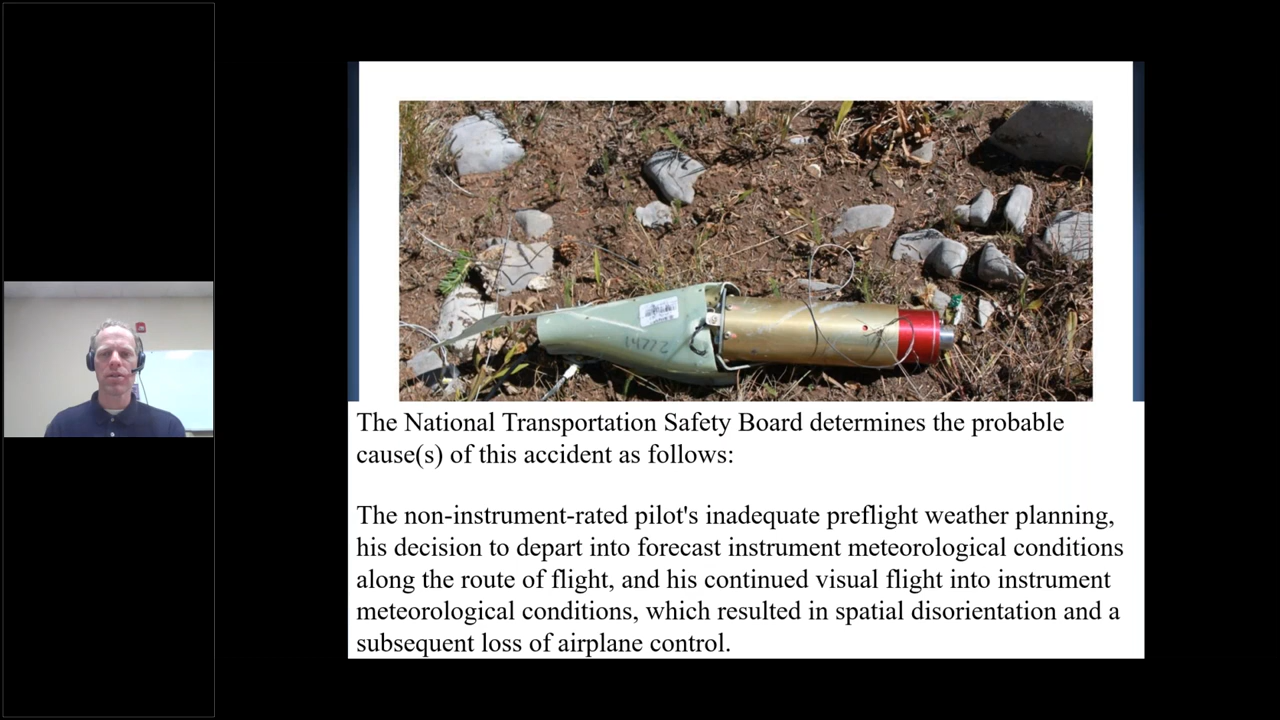 14772
The National Transportation Safety Board determines the probable
cause(s) of this accident as follows:
The non-instrument-rated pilot's inadequate preflight weather planning,
his decision to depart into forecast instrument meteorological conditions
along the route of flight, and his continued visual flight into instrument
meteorological conditions, which resulted in spatial disorientation and a
subsequent loss of airplane control.